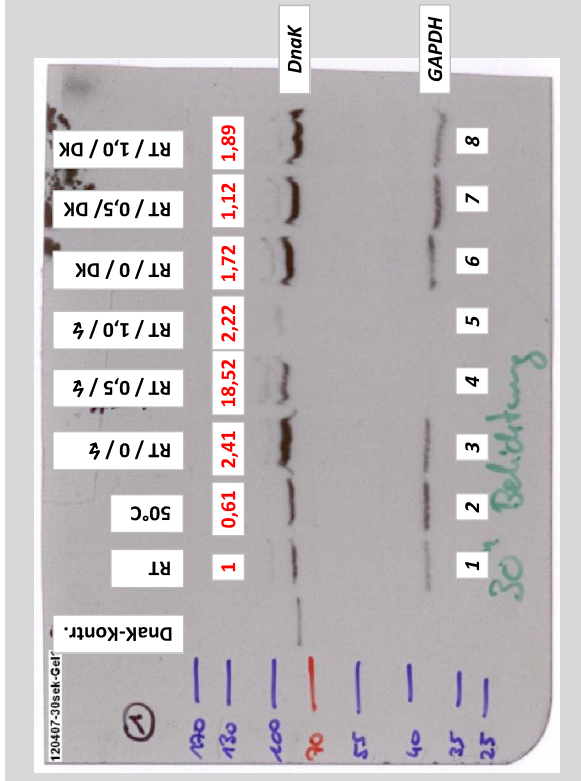 DnaK
GAPDH
RT / 1,0 / DK
1,89
8
RT / 0,5/ DK
1,12
7
RT / 0 / DK
1,72
6
RT / 1,0 / ϟ
2,22
5
RT / 0,5 / ϟ
18,52
4
RT / 0 / ϟ
2,41
3
50°C
0,61
2
RT
1
1
DnaK-Kontr.
30" Belichtung
120407-30sek-Gel1
1
170
130
100
70
55
40
35
25